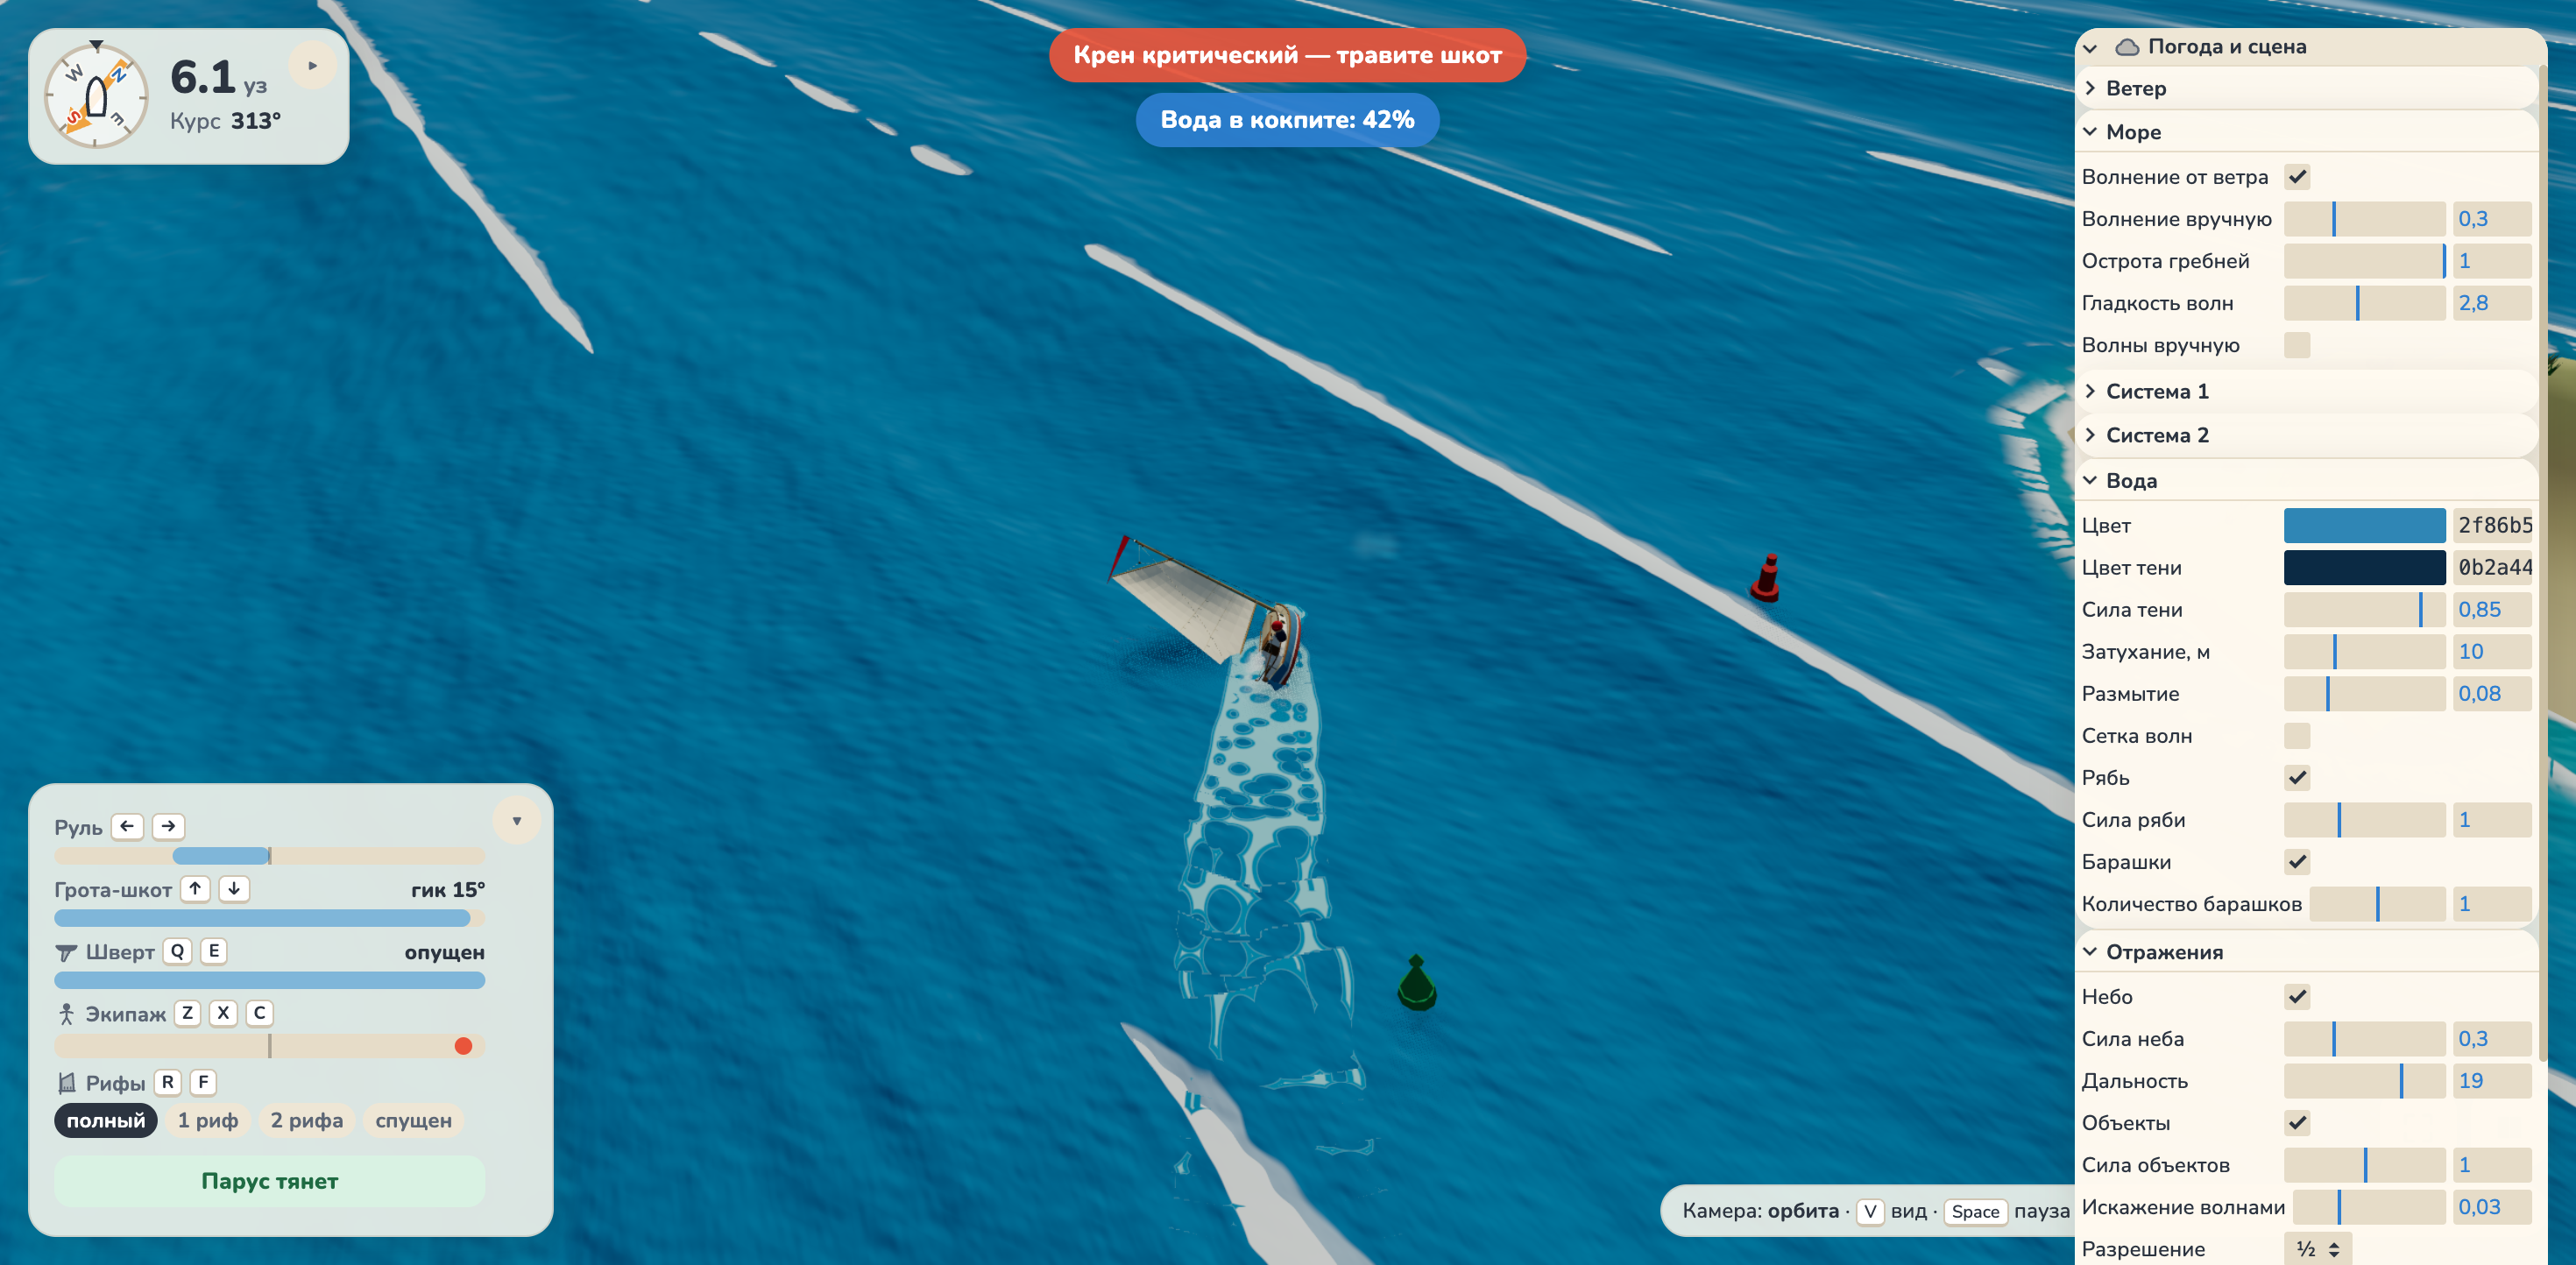 W N S E
6.1 уз
Курс 313°
Крен критический — травите шкот
Вода в кокпите: 42%
Руль ← →
Грота-шкот ↑ ↓ гик 15°
Шверт Q E опущен
Экипаж Z X C
Рифы R F
полный 1 риф 2 рифа спущен
Парус тянет
Камера: орбита · V вид · Space пауза
Погода и сцена
Ветер
Море
Волнение от ветра
Волнение вручную 0,3
Острота гребней 1
Гладкость волн 2,8
Волны вручную
Система 1
Система 2
Вода
Цвет 2f86b5
Цвет тени 0b2a44
Сила тени 0,85
Затухание, м 10
Размытие 0,08
Сетка волн
Рябь
Сила ряби 1
Барашки
Количество барашков 1
Отражения
Небо
Сила неба 0,3
Дальность 19
Объекты
Сила объектов 1
Искажение волнами 0,03
Разрешение ½